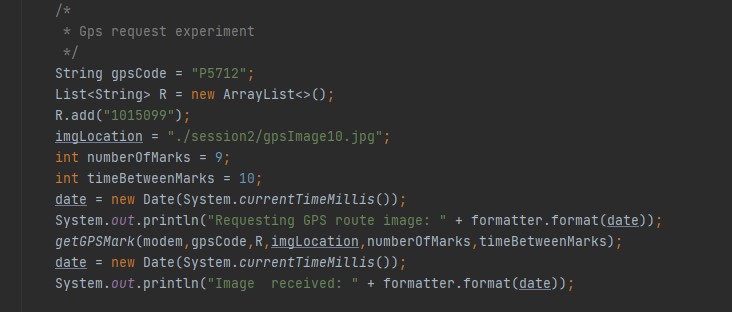 /*
* Gps request experiment
*/
String gpsCode = "P5712";
List<String> R = new ArrayList<>();
R.add("1015099");
imgLocation = "./session2/gpsImage10.jpg";
int numberOfMarks = 9;
int timeBetweenMarks = 10;
date = new Date(System.currentTimeMillis());
System.out.println("Requesting GPS route image: " + formatter.format(date));
getGPSMark(modem,gpsCode,R,imgLocation,numberOfMarks,timeBetweenMarks);
date = new Date(System.currentTimeMillis());
System.out.println("Image  received: " + formatter.format(date));